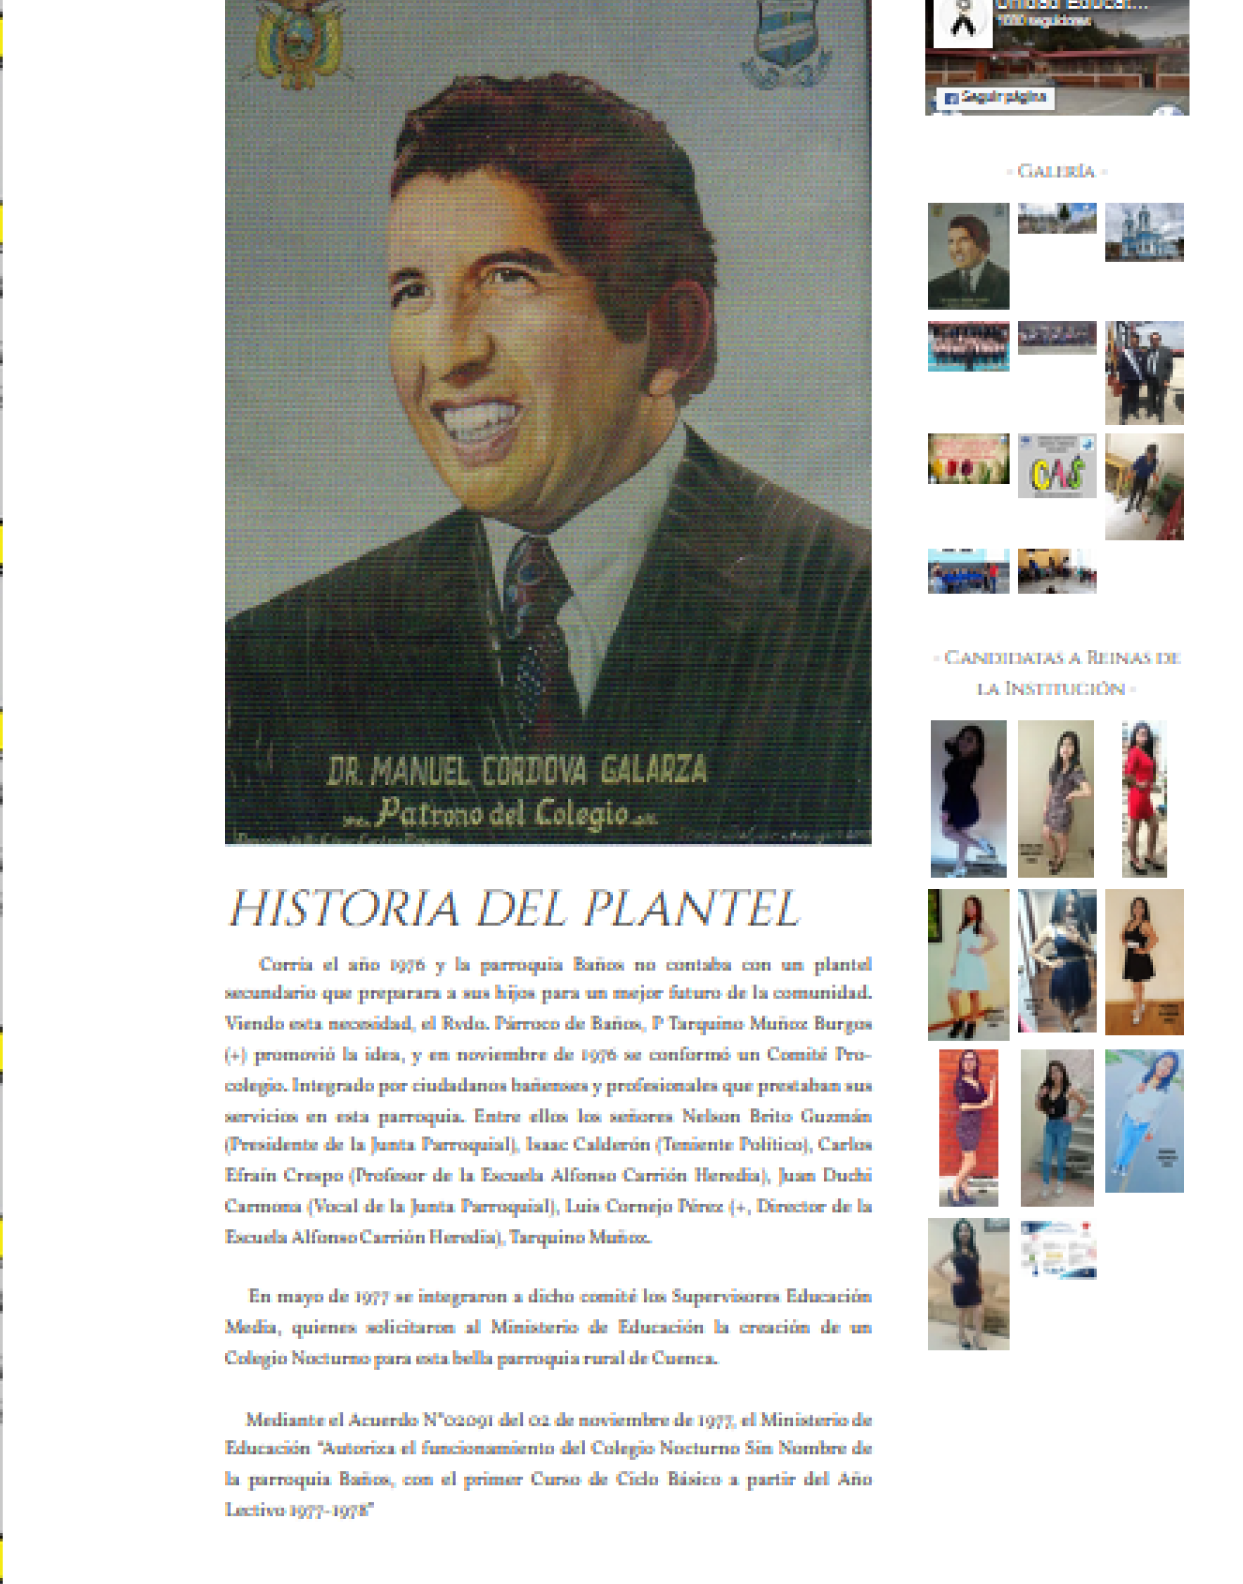 Unidad Educat...
1080 seguidores
Seguir página
DR. MANUEL CORDOVA GALARZA
Patrono del Colegio
HISTORIA DEL PLANTEL
Corría el año 1976 y la parroquia Baños no contaba con un plantel
secundario que preparara a sus hijos para un mejor futuro de la comunidad.
Viendo esta necesidad, el Rvdo. Párroco de Baños, P Tarquino Muñoz Burgos
(+) promovió la idea, y en noviembre de 1976 se conformó un Comité Pro-
colegio. Integrado por ciudadanos bañenses y profesionales que prestaban sus
servicios en esta parroquia. Entre ellos los señores Nelson Brito Guzmán
(Presidente de la Junta Parroquial), Isaac Calderón (Teniente Político), Carlos
Efraín Crespo (Profesor de la Escuela Alfonso Carrión Heredia), Juan Duchi
Carmona (Vocal de la Junta Parroquial), Luis Cornejo Pérez (+, Director de la
Escuela Alfonso Carrión Heredia), Tarquino Muñoz.
En mayo de 1977 se integraron a dicho comité los Supervisores Educación
Media, quienes solicitaron al Ministerio de Educación la creación de un
Colegio Nocturno para esta bella parroquia rural de Cuenca.
Mediante el Acuerdo N°02091 del 02 de noviembre de 1977, el Ministerio de
Educación "Autoriza el funcionamiento del Colegio Nocturno Sin Nombre de
la parroquia Baños, con el primer Curso de Ciclo Básico a partir del Año
Lectivo 1977-1978"
- Galería -
CAS
- Candidatas a Reinas de
la Institución -